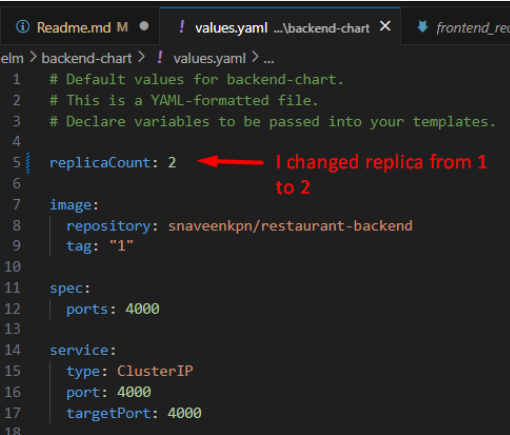 Readme.md M
! values.yaml ...\backend-chart
frontend_rec
elm > backend-chart > ! values.yaml > ...
1 # Default values for backend-chart.
2 # This is a YAML-formatted file.
3 # Declare variables to be passed into your templates.
4
5 replicaCount: 2
I changed replica from 1
to 2
6
7 image:
8 repository: snaveenkpn/restaurant-backend
9 tag: "1"
10
11 spec:
12 ports: 4000
13
14 service:
15 type: ClusterIP
16 port: 4000
17 targetPort: 4000
18